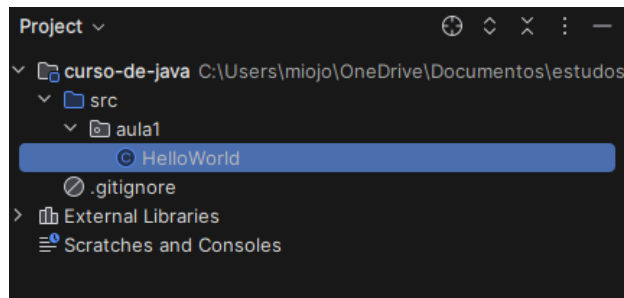 Project
curso-de-java C:\Users\miojo\OneDrive\Documentos\estudos
src
aula1
C HelloWorld
.gitignore
External Libraries
Scratches and Consoles